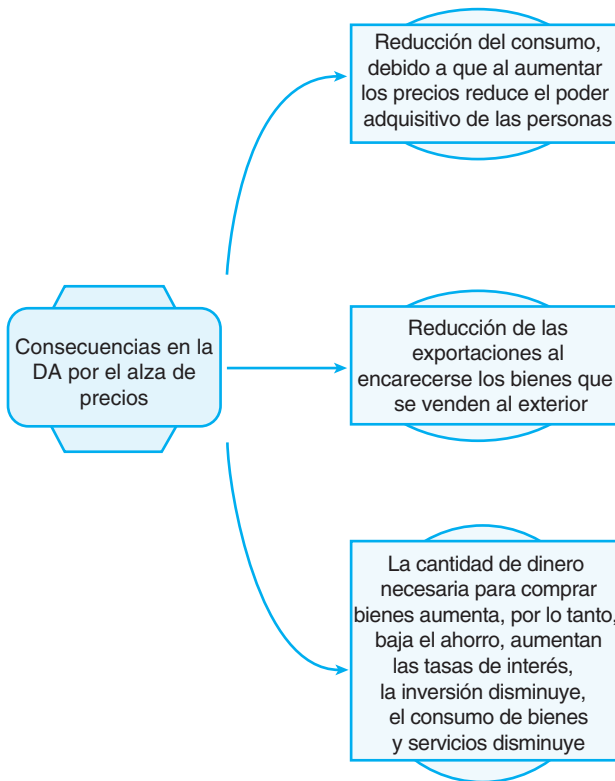 Reducción del consumo,
debido a que al aumentar
los precios reduce el poder
adquisitivo de las personas
Consecuencias en la
DA por el alza de
precios
Reducción de las
exportaciones al
encarecerse los bienes que
se venden al exterior
La cantidad de dinero
necesaria para comprar
bienes aumenta, por lo tanto,
baja el ahorro, aumentan
las tasas de interés,
la inversión disminuye,
el consumo de bienes
y servicios disminuye